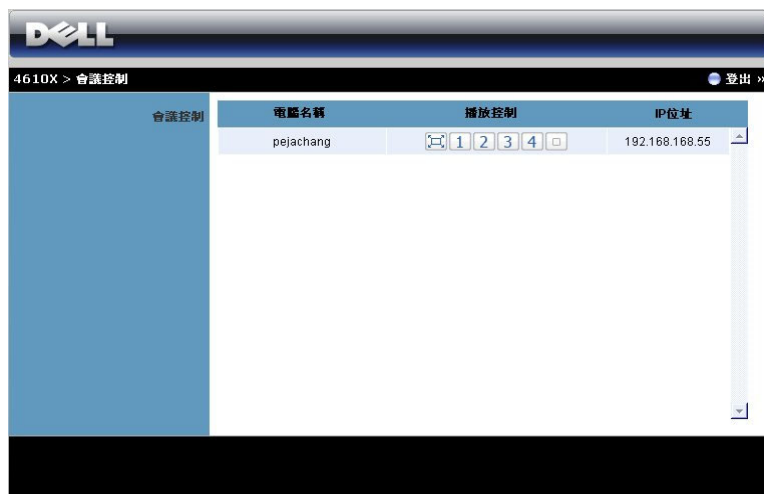 DELL
4610X > 會議控制
登出 »
會議控制
電腦名稱 播放控制 IP位址
pejachang 1 2 3 4 192.168.168.55